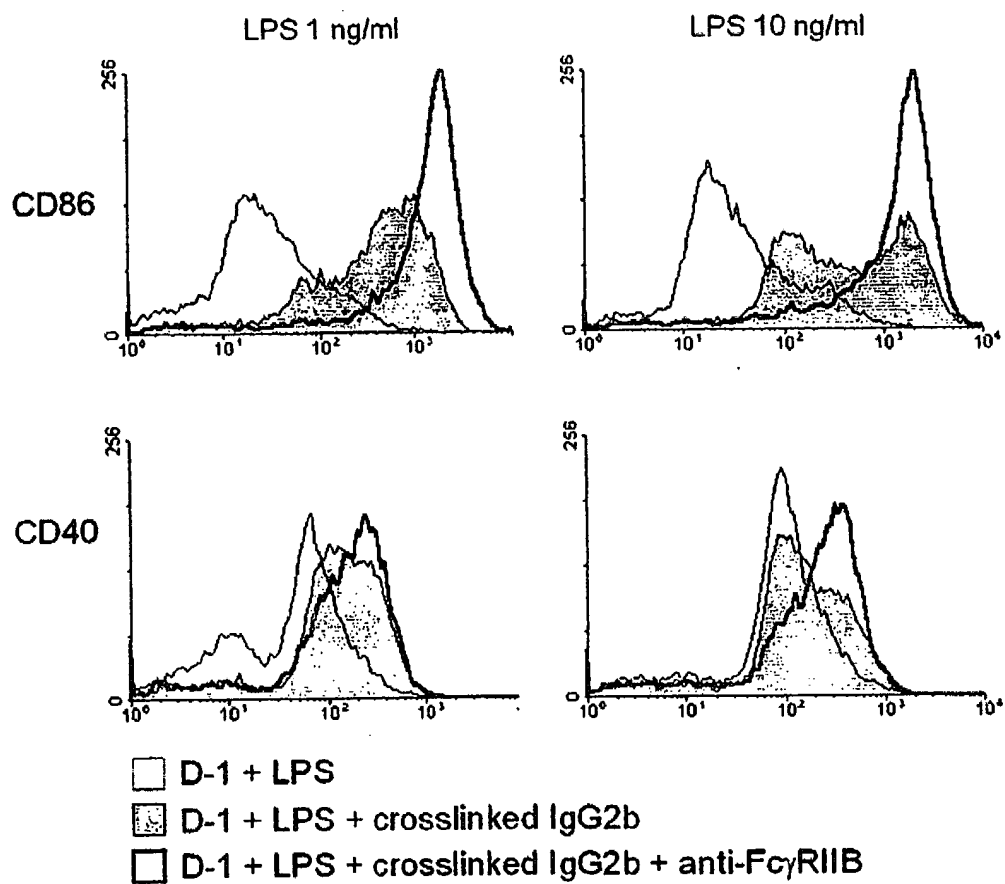 LPS 1 ng/ml
LPS 10 ng/ml
CD86
256
0
10⁰ 10¹ 10² 10³
256
0
10⁰ 10¹ 10² 10³ 10⁴
CD40
256
0
10⁰ 10¹ 10² 10³
256
0
10⁰ 10¹ 10² 10³ 10⁴
D-1 + LPS
D-1 + LPS + crosslinked IgG2b
D-1 + LPS + crosslinked IgG2b + anti-FcγRIIB